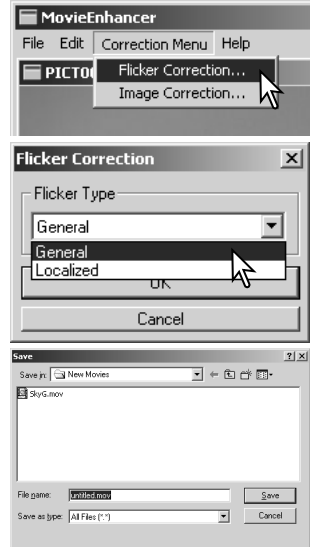 MovieEnhancer
File Edit Correction Menu Help
PICT0
Flicker Correction...
Image Correction...
Flicker Correction
Flicker Type
General
General
Localized
OK
Cancel
Save
Save in: New Movies
SkyG.mov
File name: untitled.mov Save
Save as type: All Files (*.*) Cancel